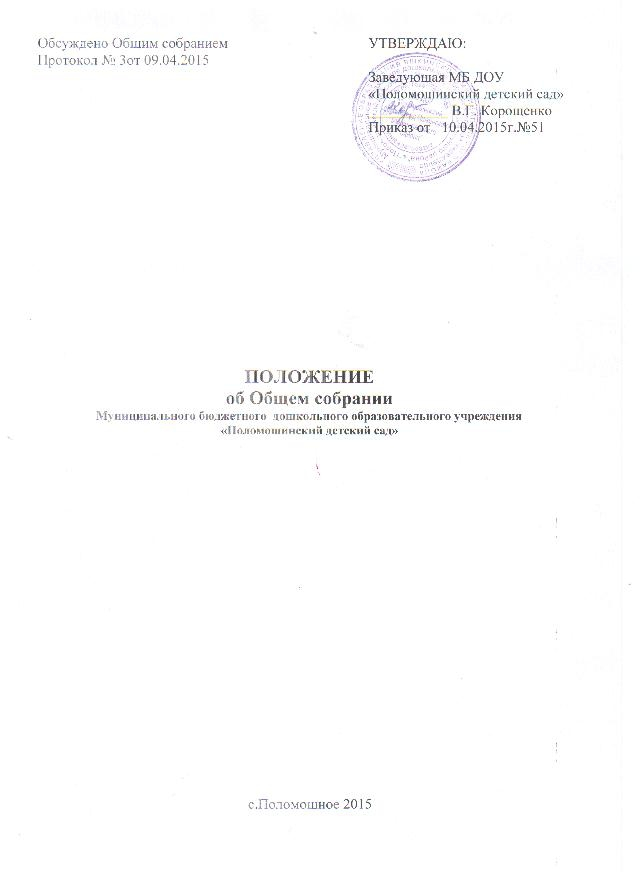 Обсуждено Общим собранием
Протокол № 3от 09.04.2015
УТВЕРЖДАЮ:
Заведующая МБ ДОУ
«Поломошинский детский сад»
В.Г. Корощенко
Приказ от 10.04.2015г.№51
ПОЛОЖЕНИЕ
об Общем собрании
Муниципального бюджетного дошкольного образовательного учреждения
«Поломошинский детский сад»
с.Поломошное 2015